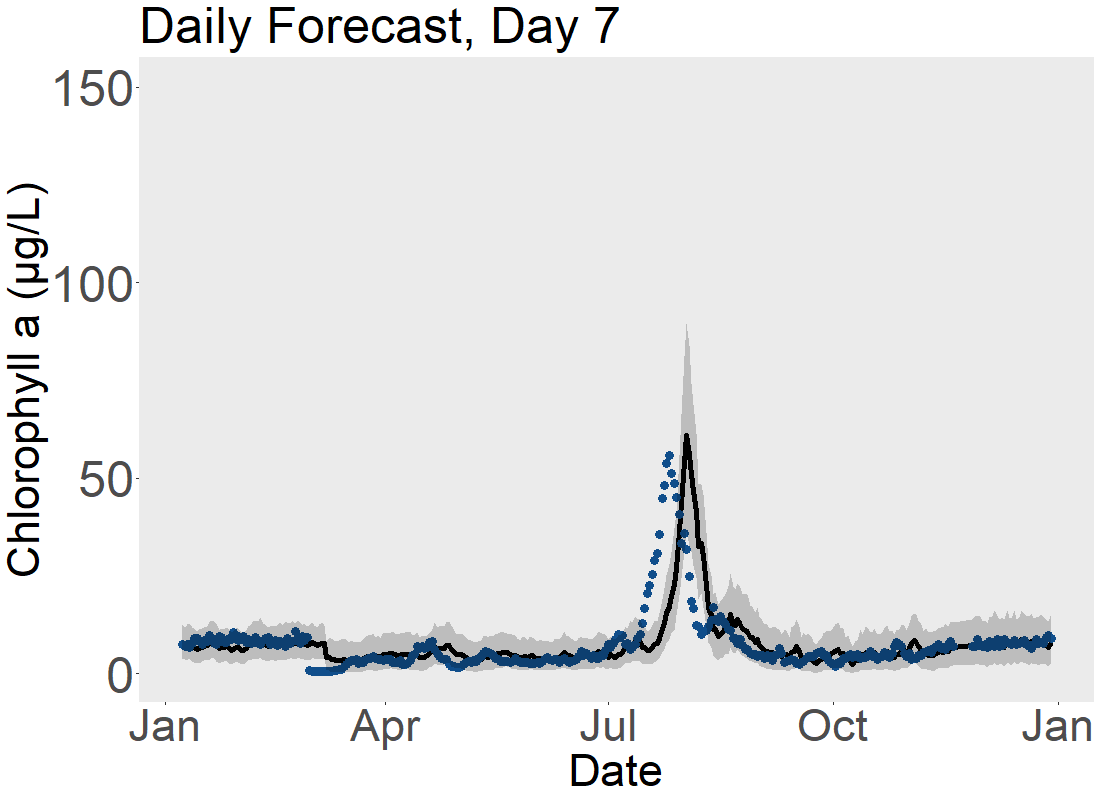 Daily Forecast, Day 7
Chlorophyll a (µg/L)
150
100
50
0
Jan Apr Jul Oct Jan
Date